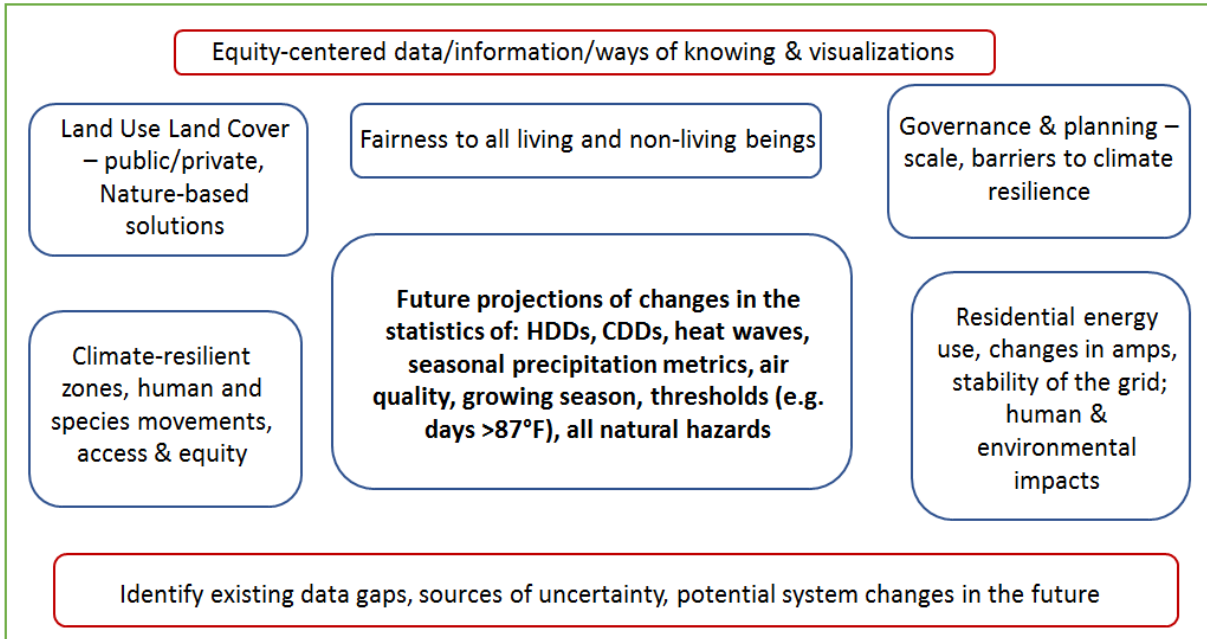 Equity-centered data/information/ways of knowing & visualizations
Land Use Land Cover
– public/private,
Nature-based
solutions
Fairness to all living and non-living beings
Governance & planning –
scale, barriers to climate
resilience
Climate-resilient
zones, human and
species movements,
access & equity
Future projections of changes in the
statistics of: HDDs, CDDs, heat waves,
seasonal precipitation metrics, air
quality, growing season, thresholds (e.g.
days >87°F), all natural hazards
Residential energy
use, changes in amps,
stability of the grid;
human &
environmental
impacts
Identify existing data gaps, sources of uncertainty, potential system changes in the future